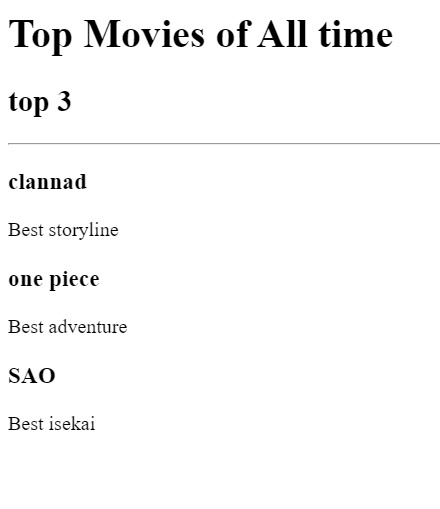 Top Movies of All time
top 3
clannad
Best storyline
one piece
Best adventure
SAO
Best isekai